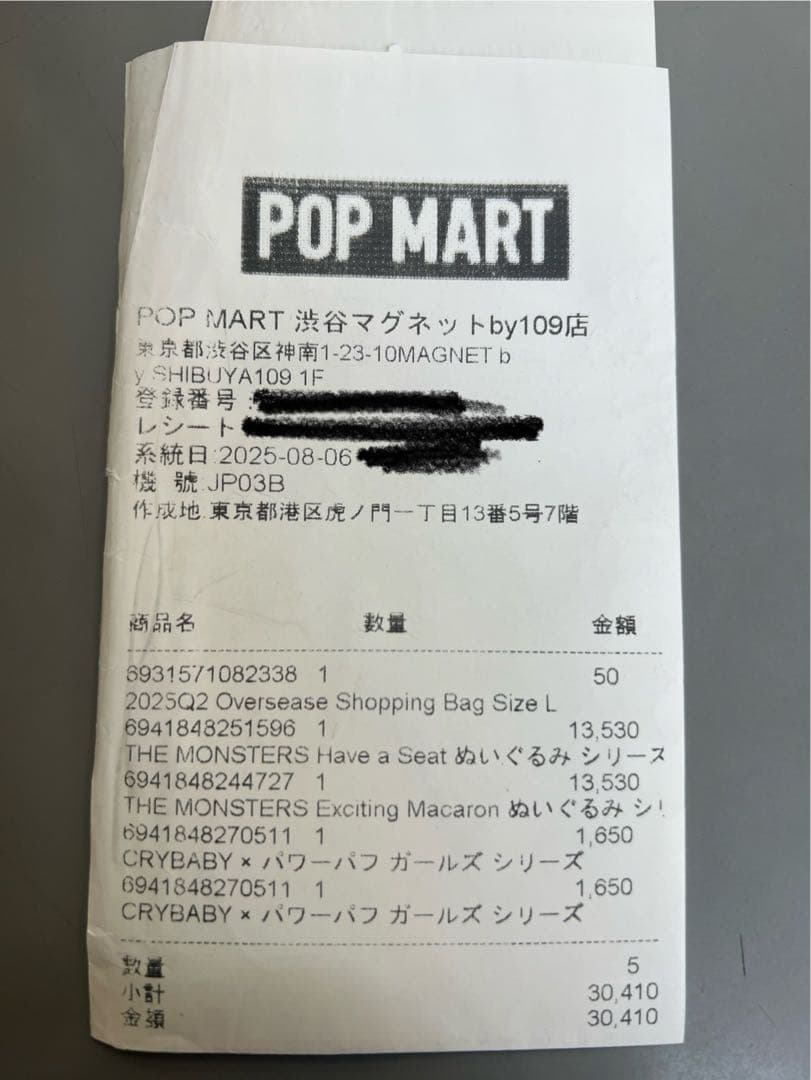 POP MART
POP MART 渋谷マグネットby109店
東京都渋谷区神南1-23-10MAGNET b
y SHIBUYA109 1F
登録番号:
レシート
系統日:2025-08-06
機 號:JP03B
作成地:東京都港区虎ノ門一丁目13番5号7階
商品名 数量 金額
6931571082338 1 50
2025Q2 Oversease Shopping Bag Size L
6941848251596 1 13,530
THE MONSTERS Have a Seat ぬいぐるみ シリーズ
6941848244727 1 13,530
THE MONSTERS Exciting Macaron ぬいぐるみ シリ
6941848270511 1 1,650
CRYBABY × パワーパフ ガールズ シリーズ
6941848270511 1 1,650
CRYBABY × パワーパフ ガールズ シリーズ
数量 5
小計 30,410
金額 30,410